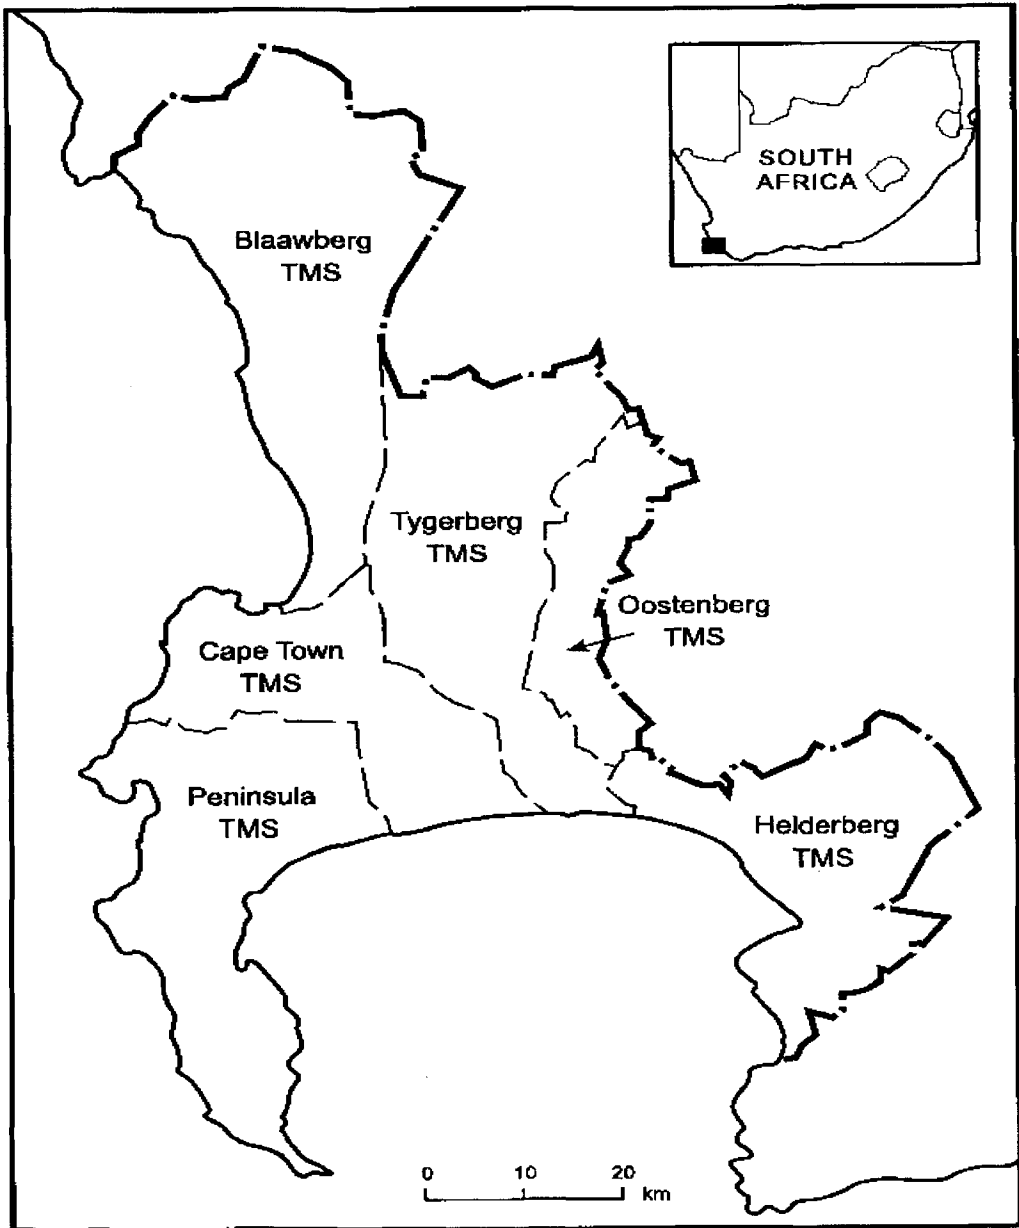 SOUTH
AFRICA
Blaawberg
TMS
Tygerberg
TMS
Oostenberg
TMS
Cape Town
TMS
Peninsula
TMS
Helderberg
TMS
0 10 20
km